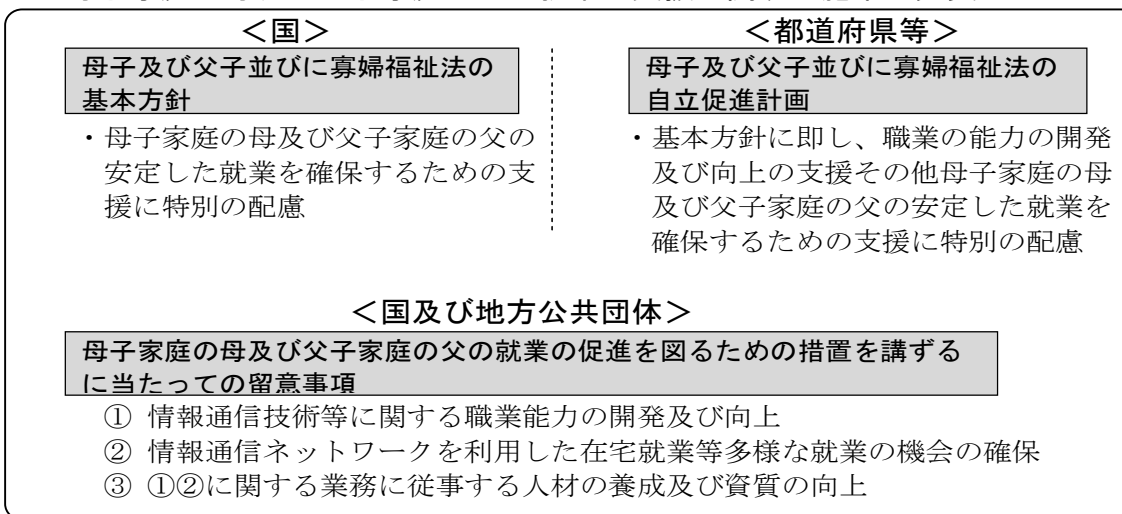 ＜国＞
母子及び父子並びに寡婦福祉法の
基本方針
・母子家庭の母及び父子家庭の父の
安定した就業を確保するための支
援に特別の配慮
＜都道府県等＞
母子及び父子並びに寡婦福祉法の
自立促進計画
・基本方針に即し、職業の能力の開発
及び向上の支援その他母子家庭の母
及び父子家庭の父の安定した就業を
確保するための支援に特別の配慮
＜国及び地方公共団体＞
母子家庭の母及び父子家庭の父の就業の促進を図るための措置を講ずる
に当たっての留意事項
① 情報通信技術等に関する職業能力の開発及び向上
② 情報通信ネットワークを利用した在宅就業等多様な就業の機会の確保
③ ①②に関する業務に従事する人材の養成及び資質の向上